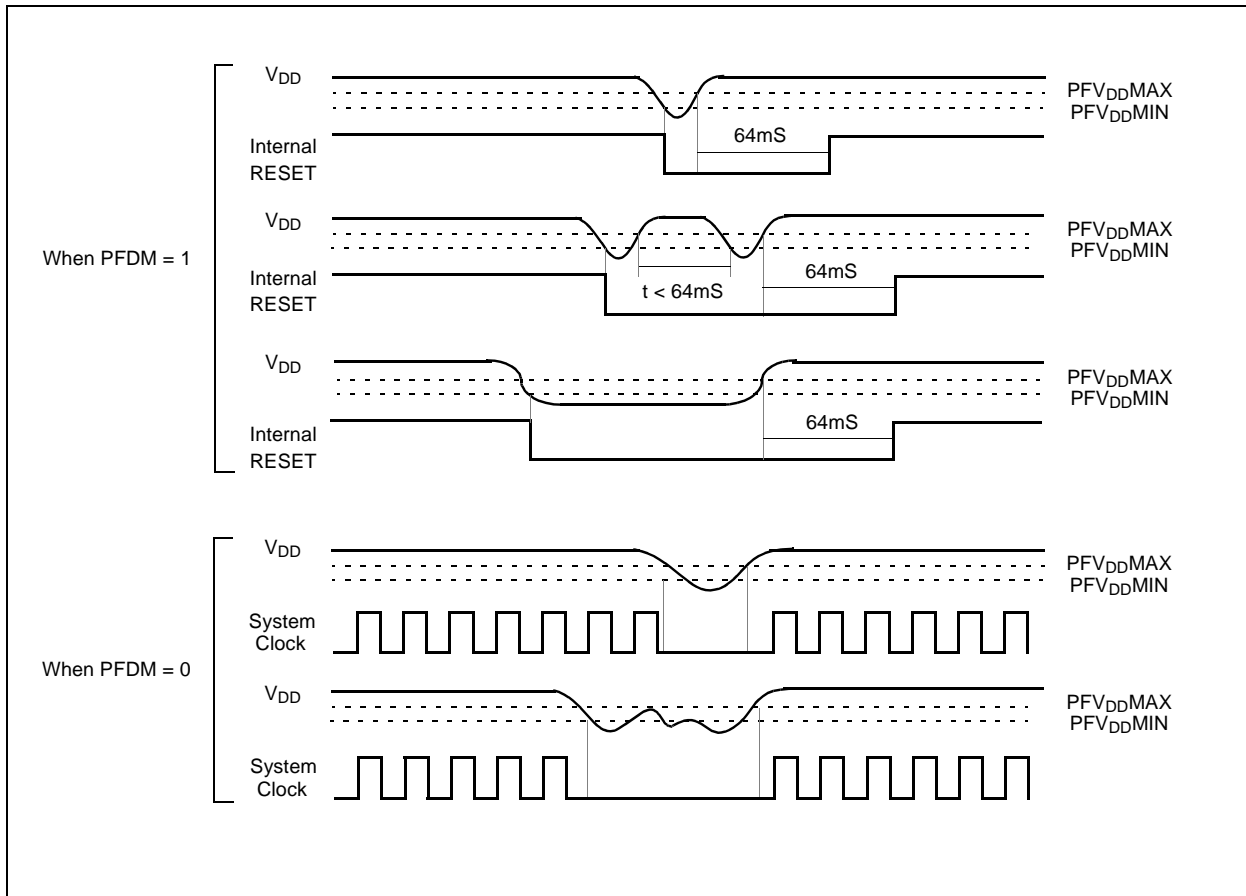 When PFDM = 1
VDD
PFVDDMAX
PFVDDMIN
Internal
RESET
64mS
VDD
PFVDDMAX
PFVDDMIN
Internal
RESET
t < 64mS
64mS
VDD
PFVDDMAX
PFVDDMIN
Internal
RESET
64mS
When PFDM = 0
VDD
PFVDDMAX
PFVDDMIN
System
Clock
VDD
PFVDDMAX
PFVDDMIN
System
Clock